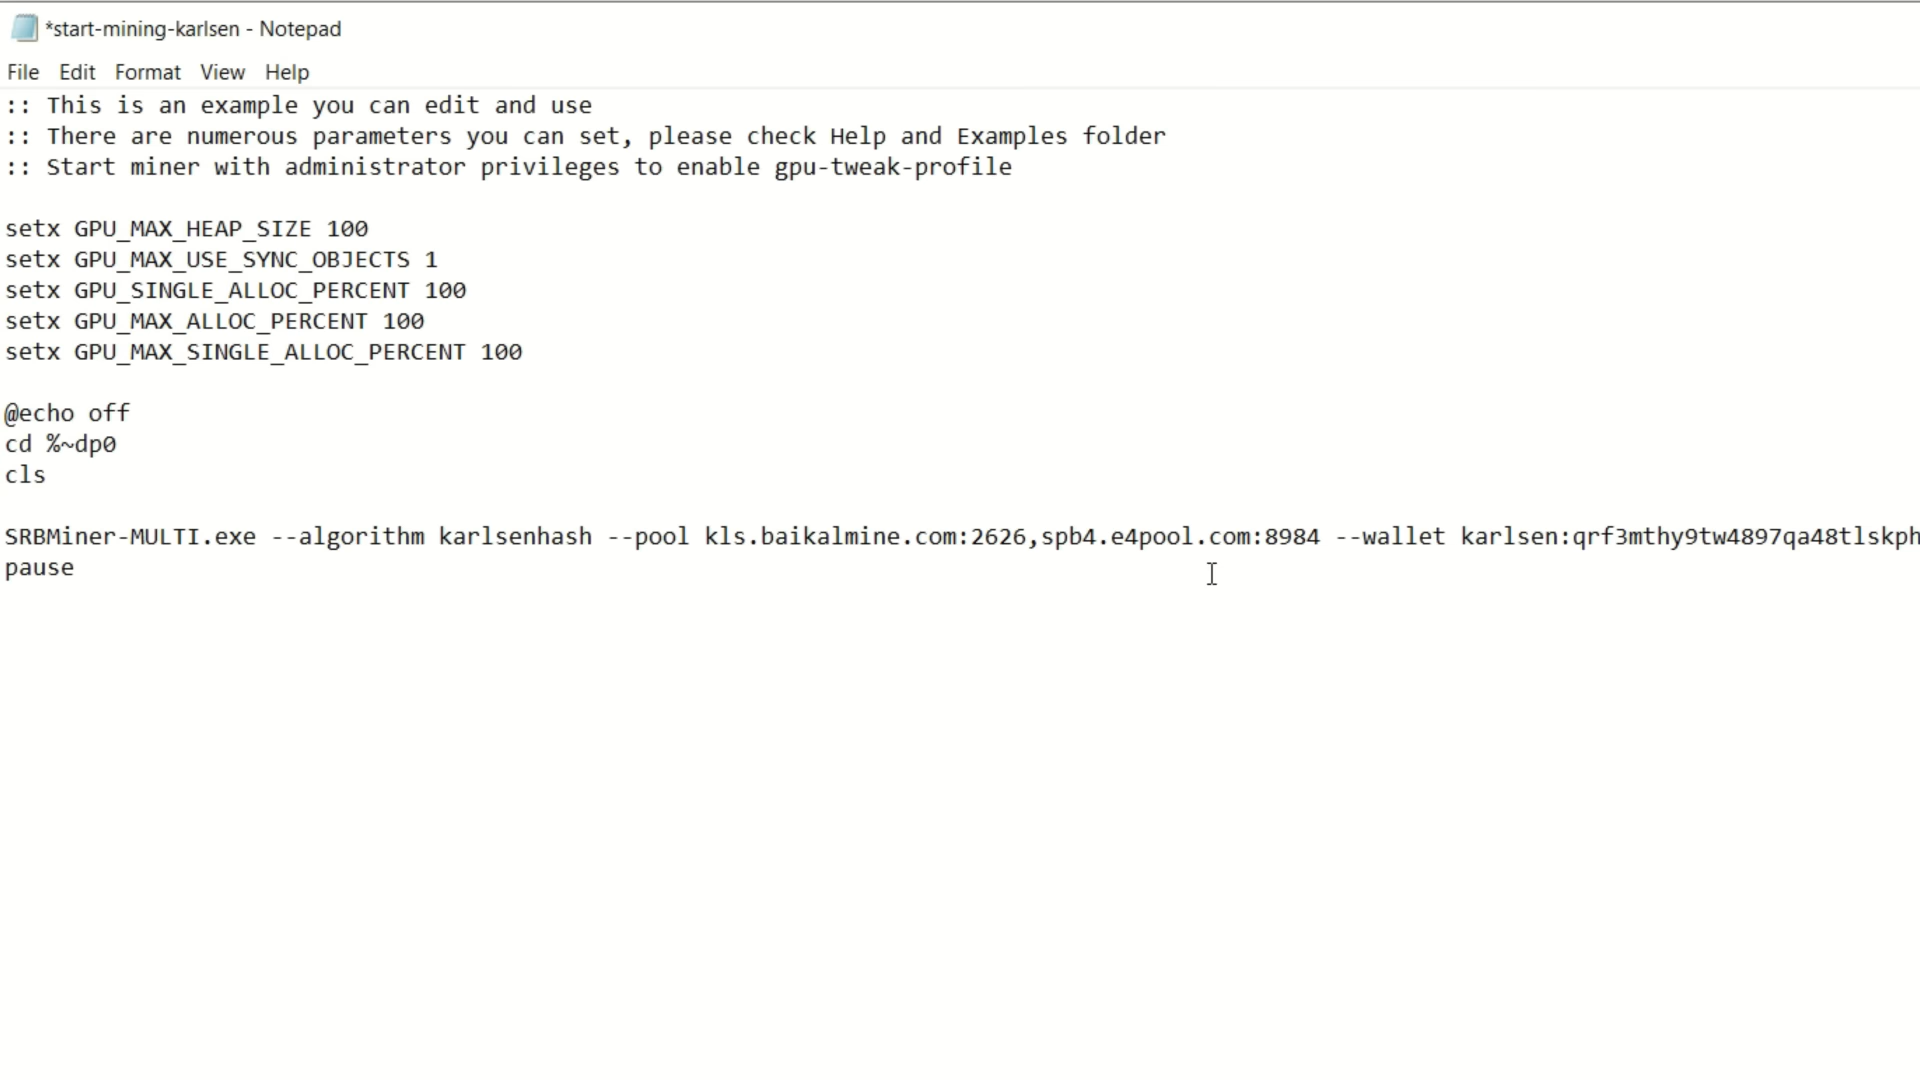 *start-mining-karlsen - Notepad
File Edit Format View Help
:: This is an example you can edit and use
:: There are numerous parameters you can set, please check Help and Examples folder
:: Start miner with administrator privileges to enable gpu-tweak-profile
setx GPU_MAX_HEAP_SIZE 100
setx GPU_MAX_USE_SYNC_OBJECTS 1
setx GPU_SINGLE_ALLOC_PERCENT 100
setx GPU_MAX_ALLOC_PERCENT 100
setx GPU_MAX_SINGLE_ALLOC_PERCENT 100
@echo off
cd %~dp0
cls
SRBMiner-MULTI.exe --algorithm karlsenhash --pool kls.baikalmine.com:2626,spb4.e4pool.com:8984 --wallet karlsen:qrf3mthy9tw4897qa48tlskph
pause